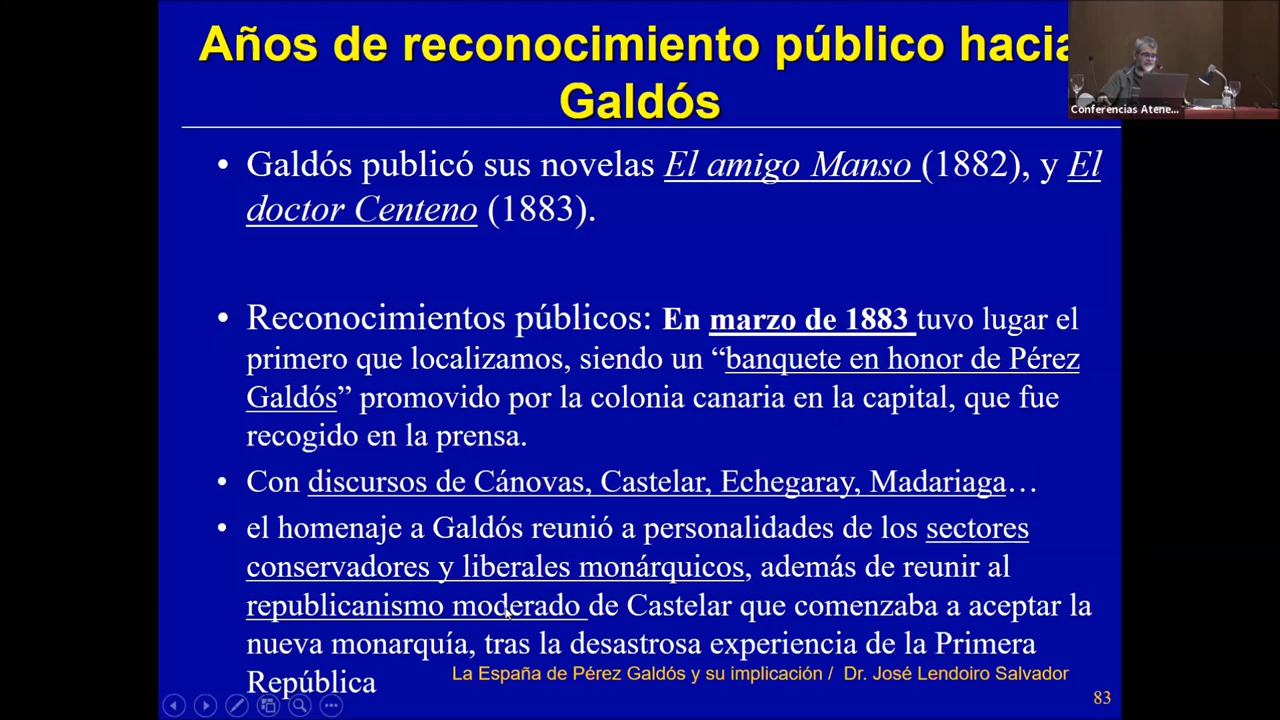 Años de reconocimiento público hacia
Galdós
Conferencias Atene...
• Galdós publicó sus novelas El amigo Manso (1882), y El
doctor Centeno (1883).
• Reconocimientos públicos: En marzo de 1883 tuvo lugar el
primero que localizamos, siendo un “banquete en honor de Pérez
Galdós” promovido por la colonia canaria en la capital, que fue
recogido en la prensa.
• Con discursos de Cánovas, Castelar, Echegaray, Madariaga…
• el homenaje a Galdós reunió a personalidades de los sectores
conservadores y liberales monárquicos, además de reunir al
republicanismo moderado de Castelar que comenzaba a aceptar la
nueva monarquía, tras la desastrosa experiencia de la Primera
República
La España de Pérez Galdós y su implicación / Dr. José Lendoiro Salvador
83